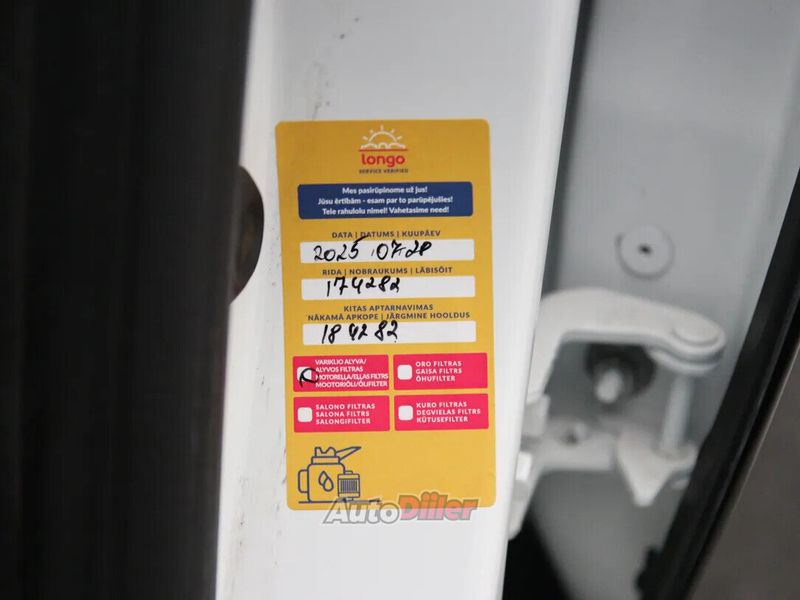 longo
SERVICE VERIFIED
Mes pasirūpinome už jus!
Jūsu ērtībām - esam par to parūpējušies!
Teie rahulolu nimel! Vahetasime need!
DATA | DATUMS | KUUPÄEV
2025.07.28
RIDA | NOBRAUKUMS | LÄBISÕIT
174282
KITAS APTARNAVIMAS
NĀKAMĀ APKOPE | JÄRGMINE HOOLDUS
184282
VARIKLIO ALYVA/
ALYVOS FILTRAS
MOTORELLA/EĻĻAS FILTRS
MOOTORIÕLI/ÕLIFILTER
ORO FILTRAS
GAISA FILTRS
ÕHUFILTER
SALONO FILTRAS
SALONA FILTRS
SALONGIFILTER
KURO FILTRAS
DEGVIELAS FILTRS
KÜTUSEFILTER
AutoDiiler